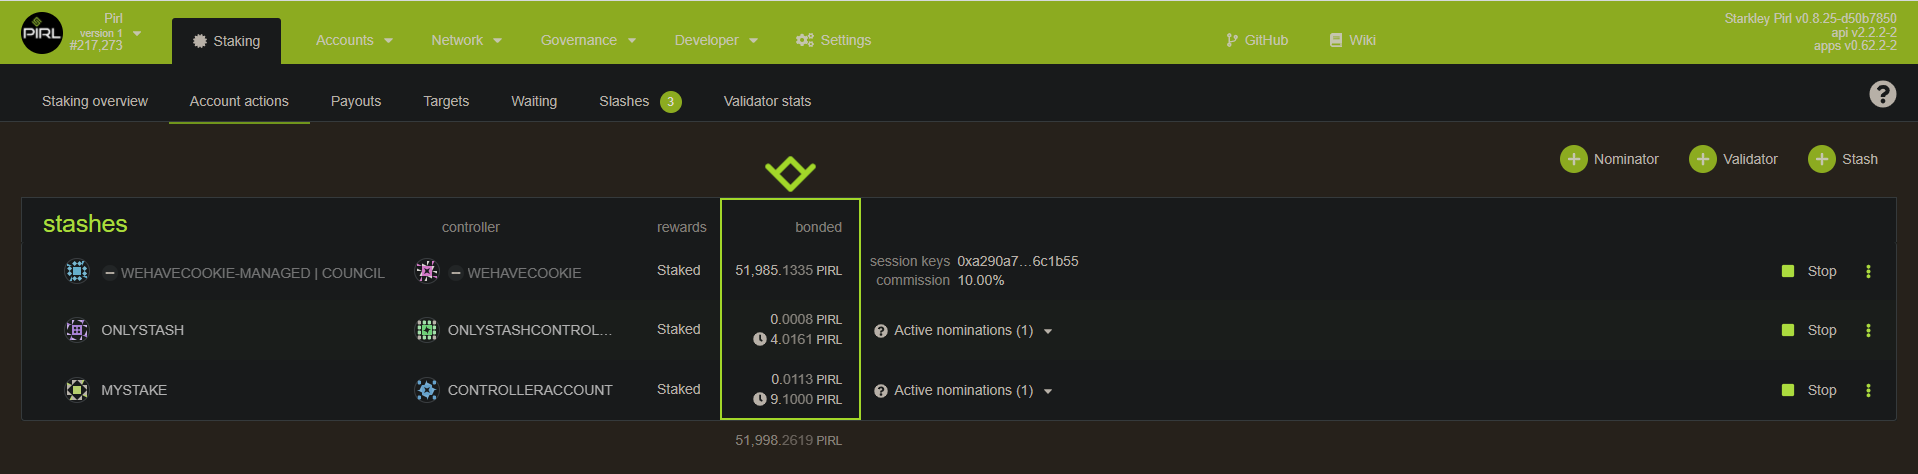 PIRL
Pirl
version 1
#217,273
Staking
Accounts
Network
Governance
Developer
Settings
GitHub
Wiki
Starkley Pirl v0.8.25-d50b7850
api v2.2.2-2
apps v0.62.2-2
Staking overview
Account actions
Payouts
Targets
Waiting
Slashes 3
Validator stats
?
Nominator
Validator
Stash
stashes controller rewards bonded
WEHAVECOOKIE-MANAGED | COUNCIL WEHAVECOOKIE Staked 51,985.1335 PIRL
session keys 0xa290a7…6c1b55
commission 10.00%
Stop
ONLYSTASH ONLYSTASHCONTROL… Staked
0.0008 PIRL
4.0161 PIRL
? Active nominations (1)
Stop
MYSTAKE CONTROLLERACCOUNT Staked
0.0113 PIRL
9.1000 PIRL
? Active nominations (1)
Stop
51,998.2619 PIRL